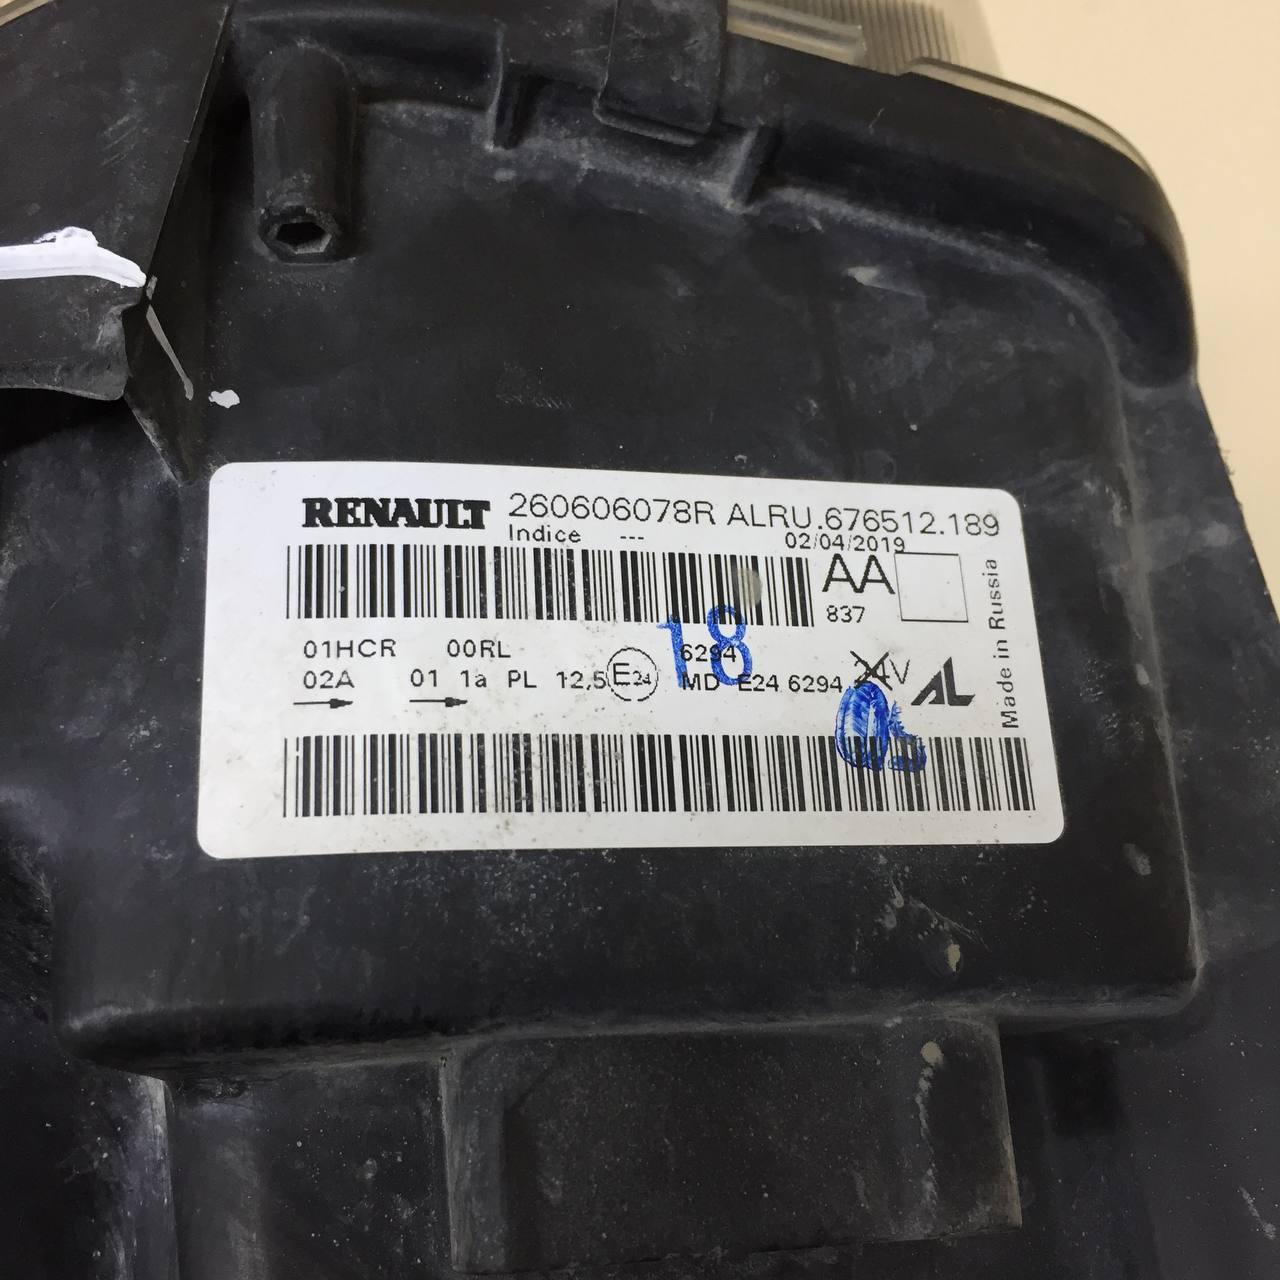 RENAULT 260606078R ALRU.676512.189
Indice --- 02/04/2019
AA
837
Made in Russia
01HCR 00RL 6294
18
02A 01 1a PL 12,5 E24 MD E24 6294 24V AL